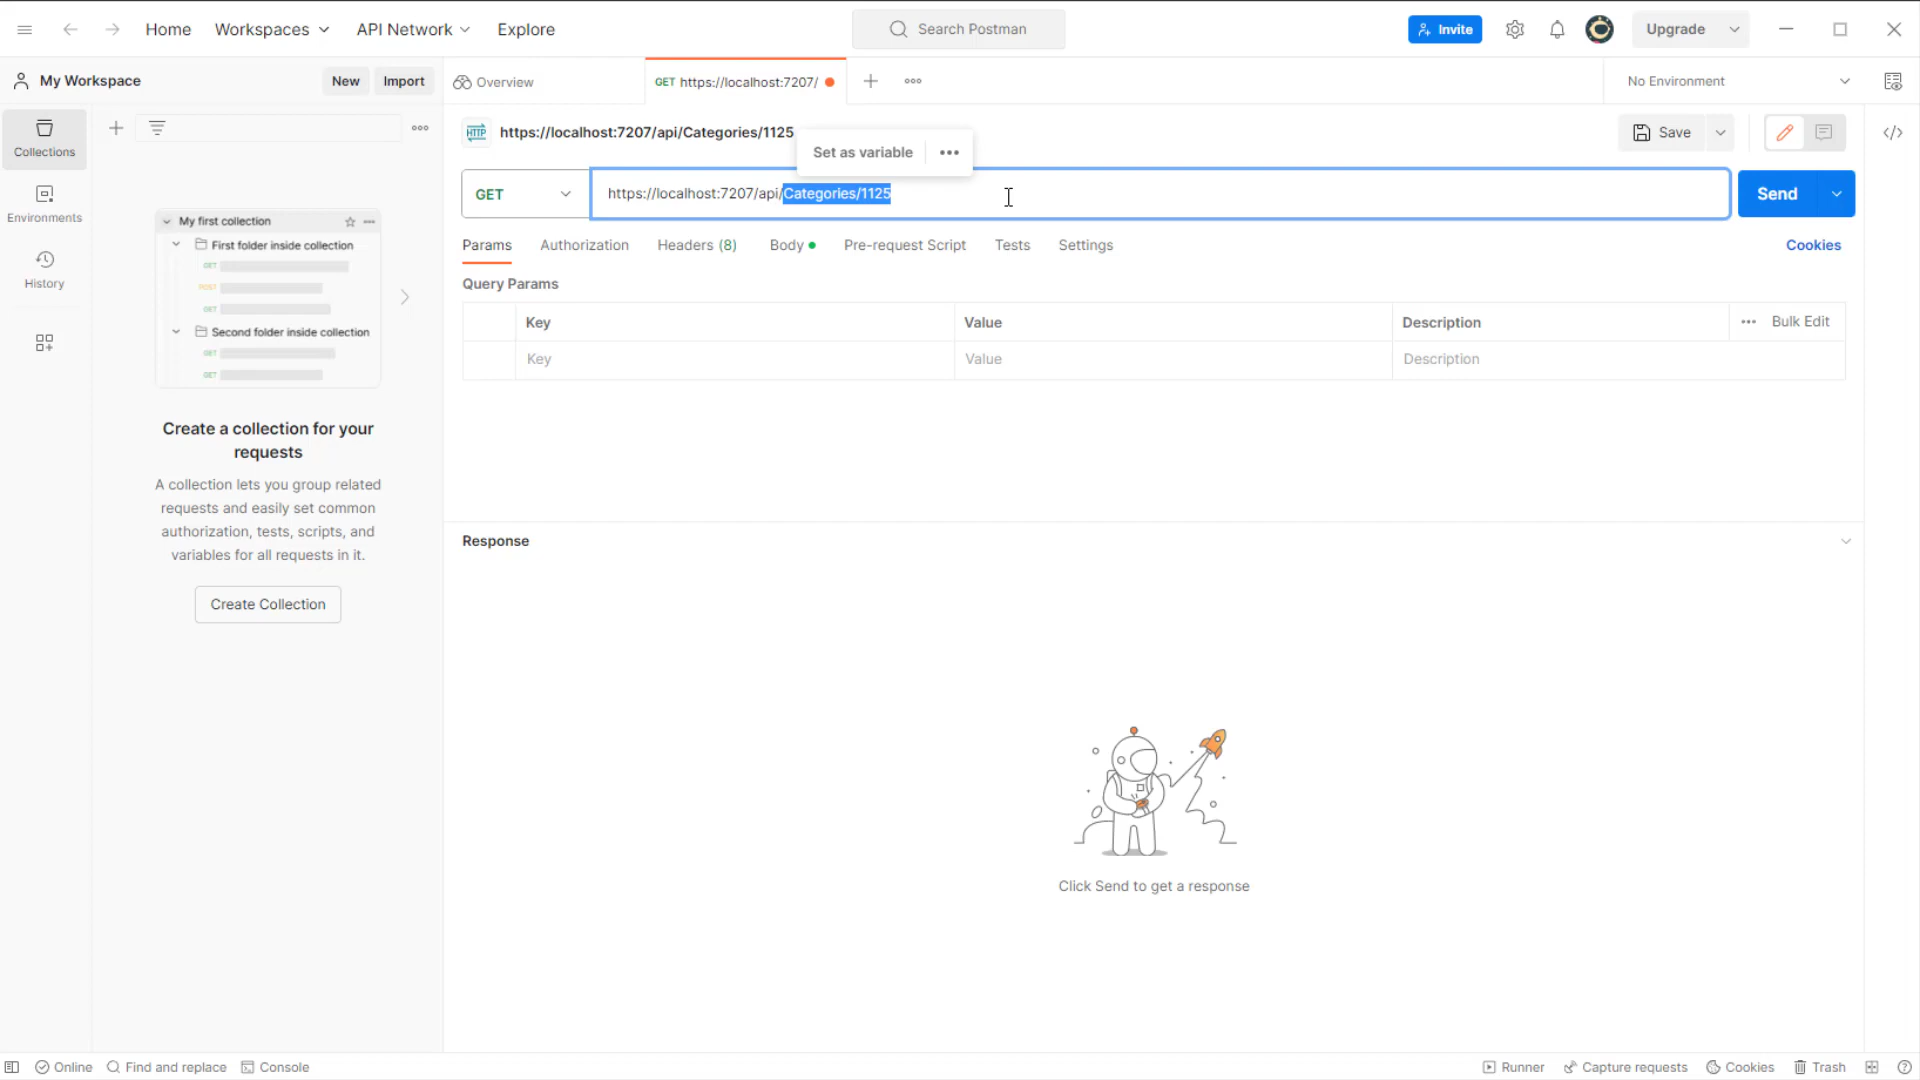 Home Workspaces API Network Explore Search Postman Invite Upgrade
My Workspace New Import Overview GET https://localhost:7207/ No Environment
Collections
Environments
History
My first collection
First folder inside collection
GET
POST
GET
Second folder inside collection
GET
GET
Create a collection for your
requests
A collection lets you group related
requests and easily set common
authorization, tests, scripts, and
variables for all requests in it.
Create Collection
HTTP https://localhost:7207/api/Categories/1125 Save
Set as variable
GET https://localhost:7207/api/Categories/1125 Send
Params Authorization Headers (8) Body Pre-request Script Tests Settings Cookies
Query Params
Key Value Description Bulk Edit
Key Value Description
Response
Click Send to get a response
Online Find and replace Console Runner Capture requests Cookies Trash